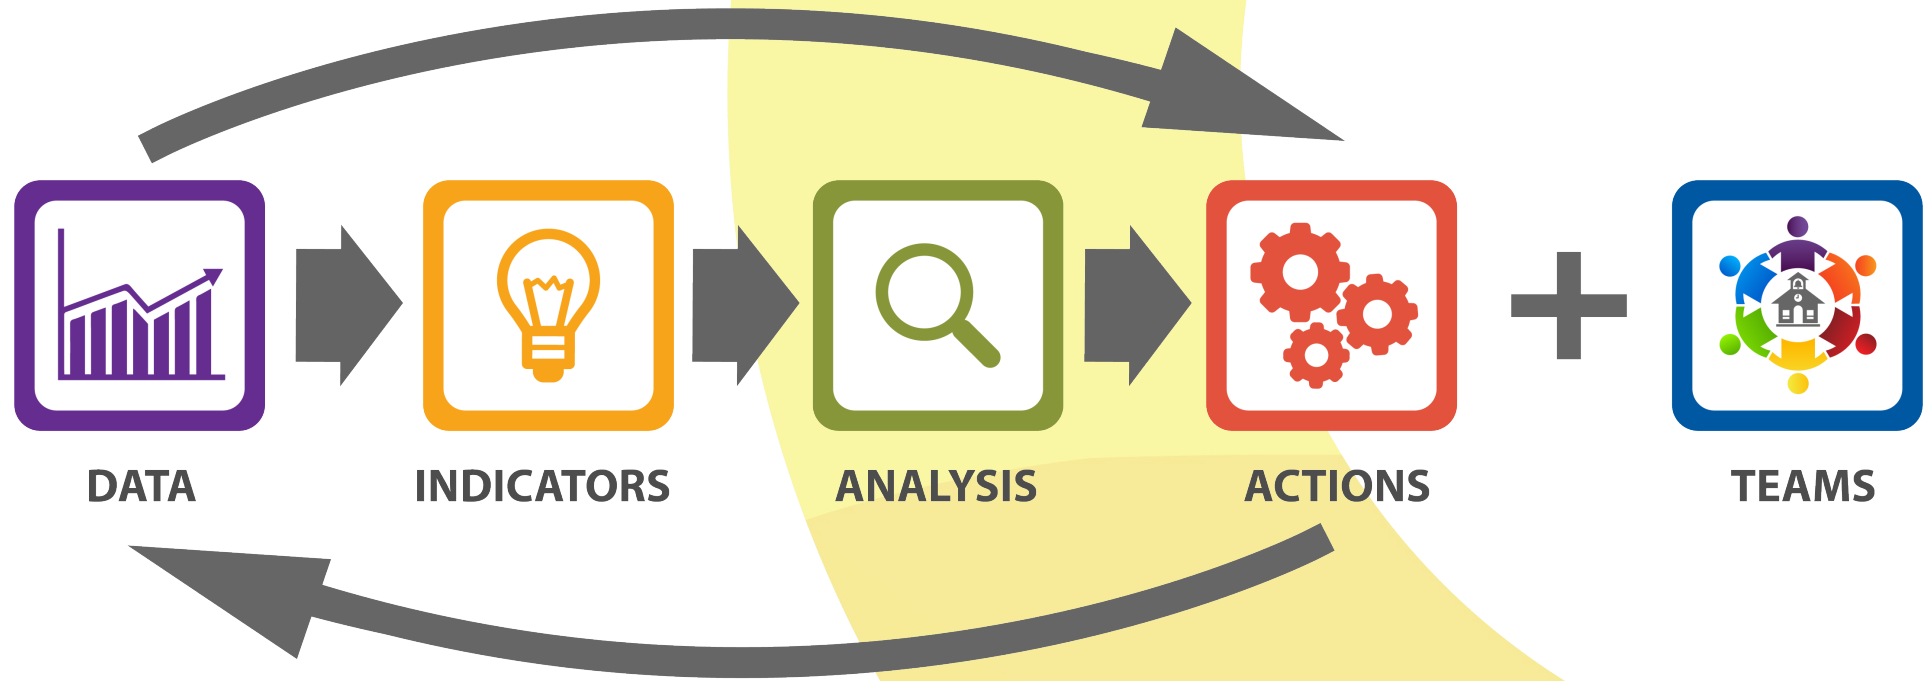 DATA
INDICATORS
ANALYSIS
ACTIONS
TEAMS